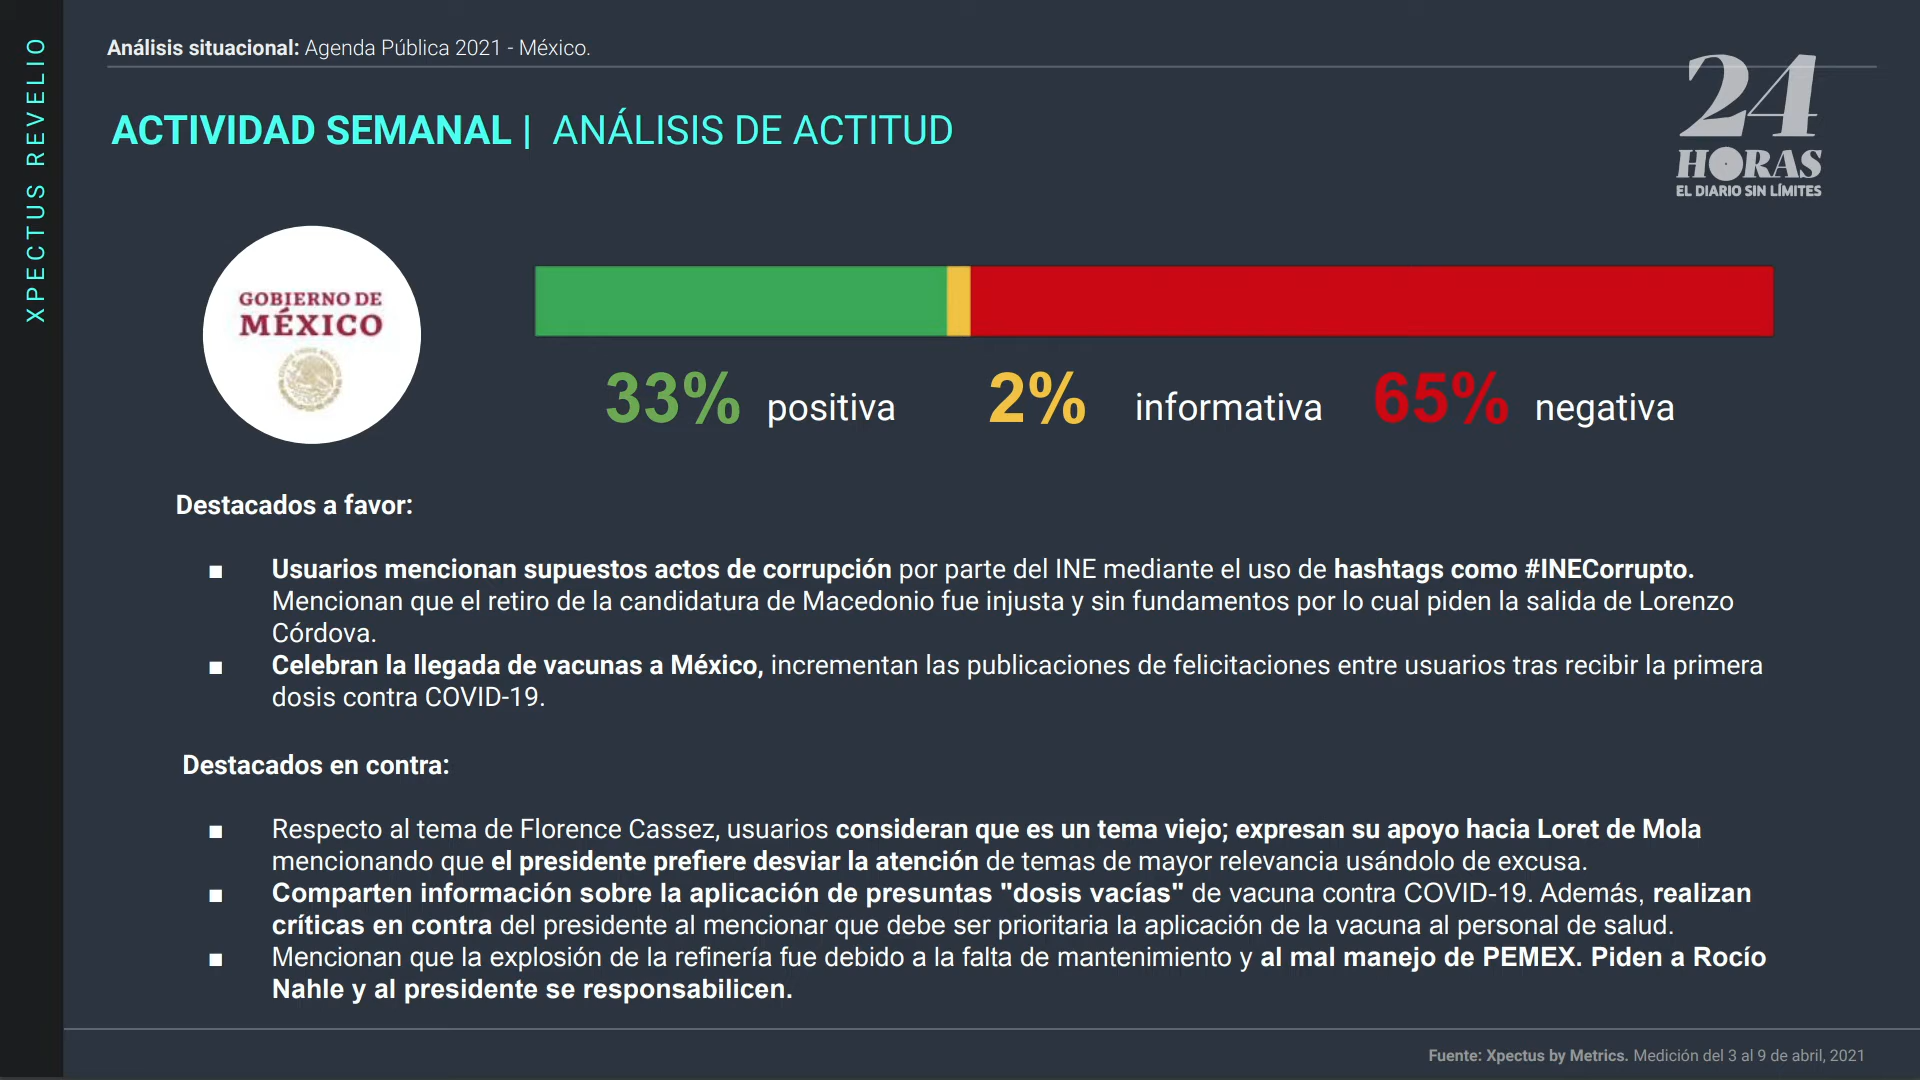 XPECTUS REVELIO
Análisis situacional: Agenda Pública 2021 - México.
ACTIVIDAD SEMANAL | ANÁLISIS DE ACTITUD
24
HORAS
EL DIARIO SIN LÍMITES
GOBIERNO DE
MÉXICO
33% positiva 2% informativa 65% negativa
Destacados a favor:
■ Usuarios mencionan supuestos actos de corrupción por parte del INE mediante el uso de hashtags como #INECorrupto.
Mencionan que el retiro de la candidatura de Macedonio fue injusta y sin fundamentos por lo cual piden la salida de Lorenzo
Córdova.
■ Celebran la llegada de vacunas a México, incrementan las publicaciones de felicitaciones entre usuarios tras recibir la primera
dosis contra COVID-19.
Destacados en contra:
■ Respecto al tema de Florence Cassez, usuarios consideran que es un tema viejo; expresan su apoyo hacia Loret de Mola
mencionando que el presidente prefiere desviar la atención de temas de mayor relevancia usándolo de excusa.
■ Comparten información sobre la aplicación de presuntas "dosis vacías" de vacuna contra COVID-19. Además, realizan
críticas en contra del presidente al mencionar que debe ser prioritaria la aplicación de la vacuna al personal de salud.
■ Mencionan que la explosión de la refinería fue debido a la falta de mantenimiento y al mal manejo de PEMEX. Piden a Rocío
Nahle y al presidente se responsabilicen.
Fuente: Xpectus by Metrics. Medición del 3 al 9 de abril, 2021